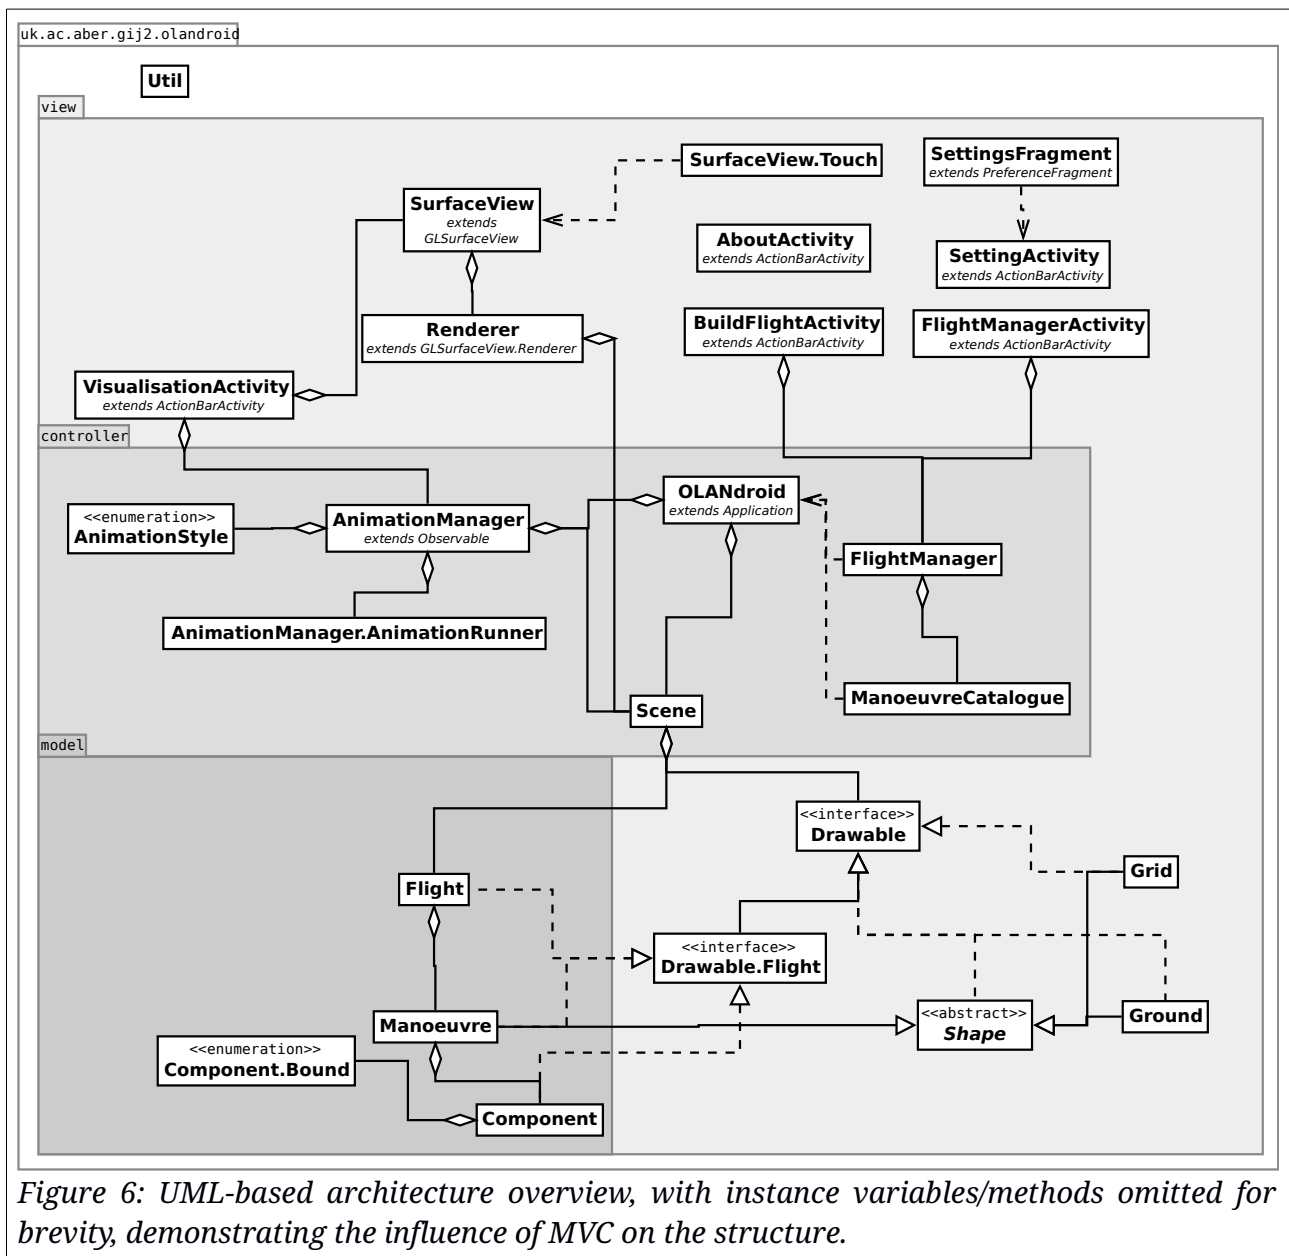 uk.ac.aber.gij2.olandroid
Util
view
SurfaceView.Touch
SettingsFragment
extends PreferenceFragment
SurfaceView
extends
GLSurfaceView
AboutActivity
extends ActionBarActivity
SettingActivity
extends ActionBarActivity
Renderer
extends GLSurfaceView.Renderer
BuildFlightActivity
extends ActionBarActivity
FlightManagerActivity
extends ActionBarActivity
VisualisationActivity
extends ActionBarActivity
controller
OLANdroid
extends Application
<<enumeration>>
AnimationStyle
AnimationManager
extends Observable
FlightManager
AnimationManager.AnimationRunner
Scene
ManoeuvreCatalogue
model
<<interface>>
Drawable
Grid
Flight
<<interface>>
Drawable.Flight
Manoeuvre
<<abstract>>
Shape
Ground
<<enumeration>>
Component.Bound
Component
Figure 6: UML-based architecture overview, with instance variables/methods omitted for
brevity, demonstrating the influence of MVC on the structure.